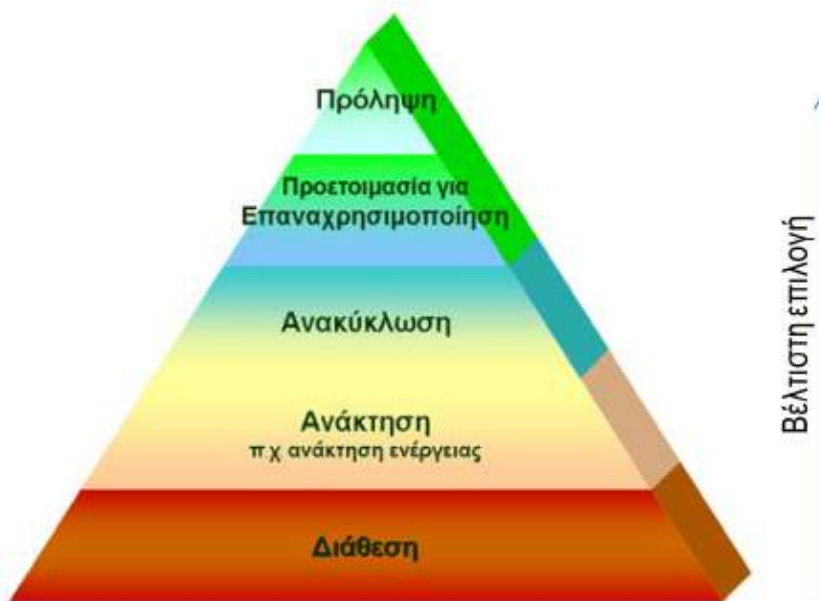 Πρόληψη
Προετοιμασία για
Επαναχρησιμοποίηση
Ανακύκλωση
Ανάκτηση
π χ ανάκτηση ενέργειας
Διάθεση
Βέλτιστη επιλογή